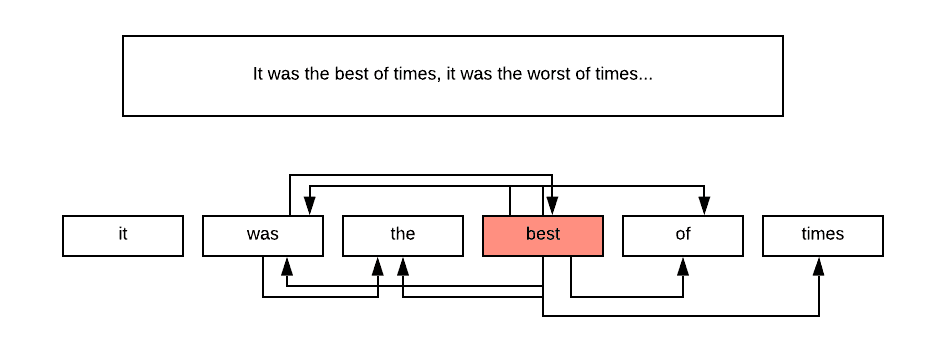 It was the best of times, it was the worst of times...
it was the best of times